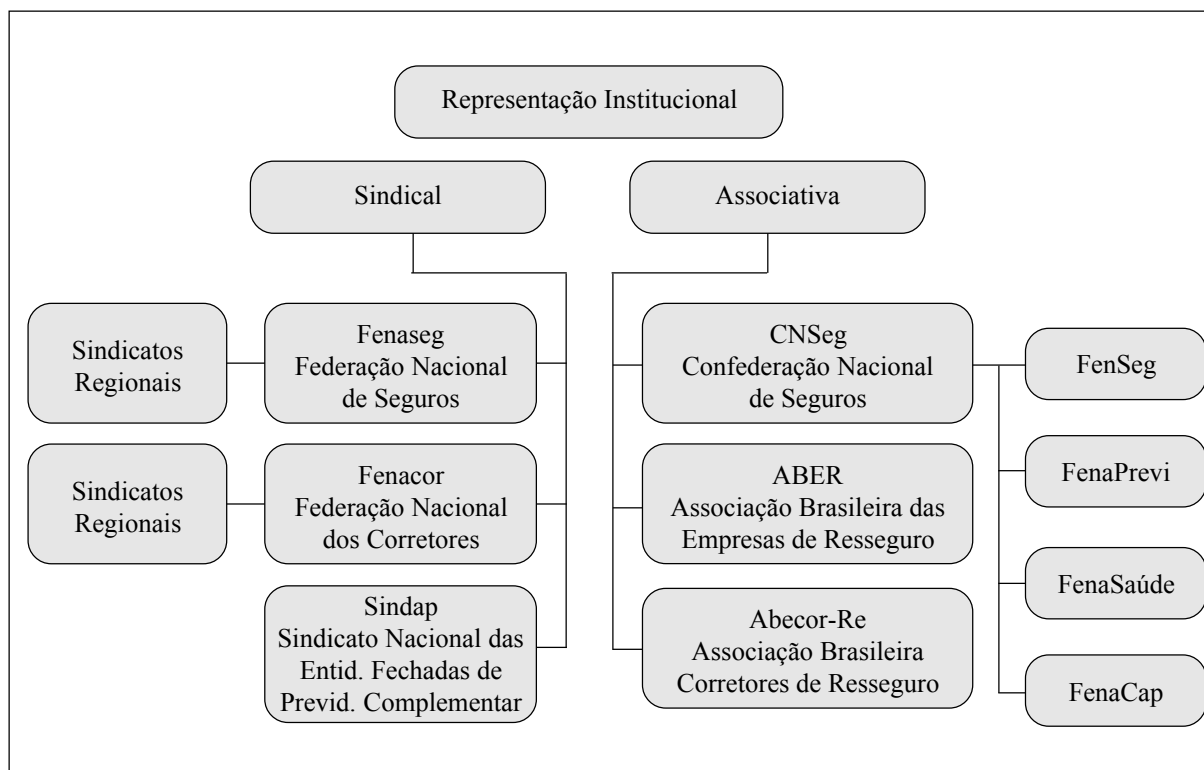 Representação Institucional
Sindical
Associativa
Sindicatos
Regionais
Fenaseg
Federação Nacional
de Seguros
CNSeg
Confederação Nacional
de Seguros
FenSeg
Sindicatos
Regionais
Fenacor
Federação Nacional
dos Corretores
ABER
Associação Brasileira das
Empresas de Resseguro
FenaPrevi
Sindap
Sindicato Nacional das
Entid. Fechadas de
Previd. Complementar
Abecor-Re
Associação Brasileira
Corretores de Resseguro
FenaSaúde
FenaCap